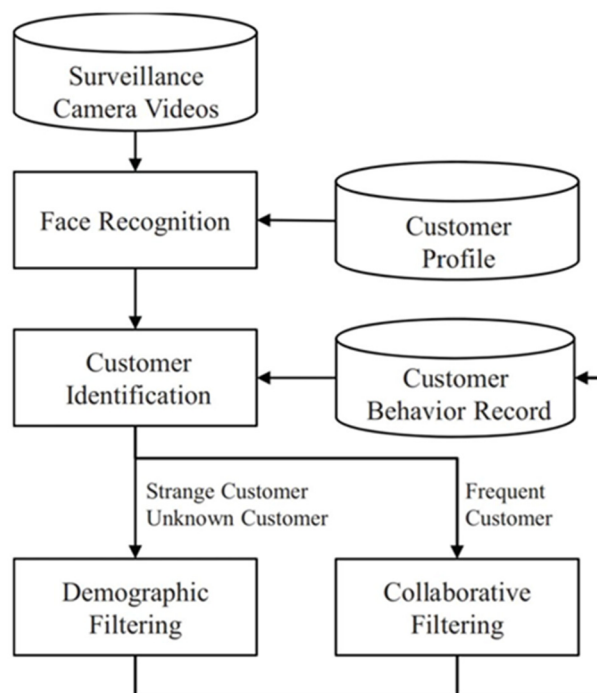 Surveillance
Camera Videos
Face Recognition
Customer
Profile
Customer
Identification
Customer
Behavior Record
Strange Customer
Unknown Customer
Frequent
Customer
Demographic
Filtering
Collaborative
Filtering